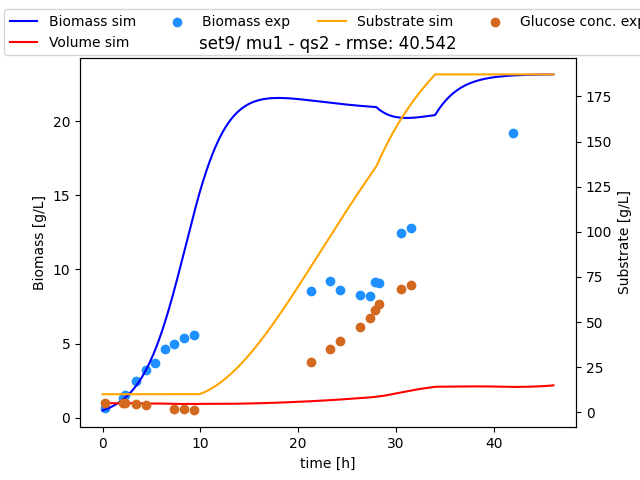 Biomass sim Biomass exp Substrate sim Glucose conc. exp
Volume sim
set9/ mu1 - qs2 - rmse: 40.542
Biomass [g/L]
20
15
10
5
0
175
150
125
100
75
50
25
0
Substrate [g/L]
0 10 20 30 40
time [h]